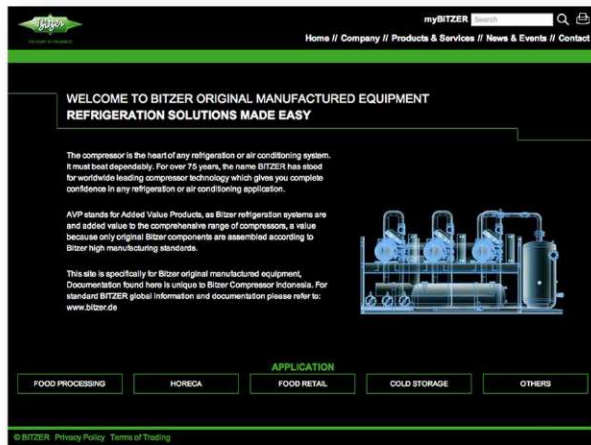 Bitzer
THE HEART OF FRESHNESS
myBITZER Search
Home // Company // Products & Services // News & Events // Contact
WELCOME TO BITZER ORIGINAL MANUFACTURED EQUIPMENT
REFRIGERATION SOLUTIONS MADE EASY
The compressor is the heart of any refrigeration or air conditioning system.
It must beat dependably. For over 75 years, the name BITZER has stood
for worldwide leading compressor technology which gives you complete
confidence in any refrigeration or air conditioning application.
AVP stands for Added Value Products, as Bitzer refrigeration systems are
and added value to the comprehensive range of compressors, a value
because only original Bitzer components are assembled according to
Bitzer high manufacturing standards.
This site is specifically for Bitzer original manufactured equipment,
Documentation found here is unique to Bitzer Compressor Indonesia. For
standard BITZER global information and documentation please refer to:
www.bitzer.de
APPLICATION
FOOD PROCESSING
HORECA
FOOD RETAIL
COLD STORAGE
OTHERS
© BITZER Privacy Policy Terms of Trading